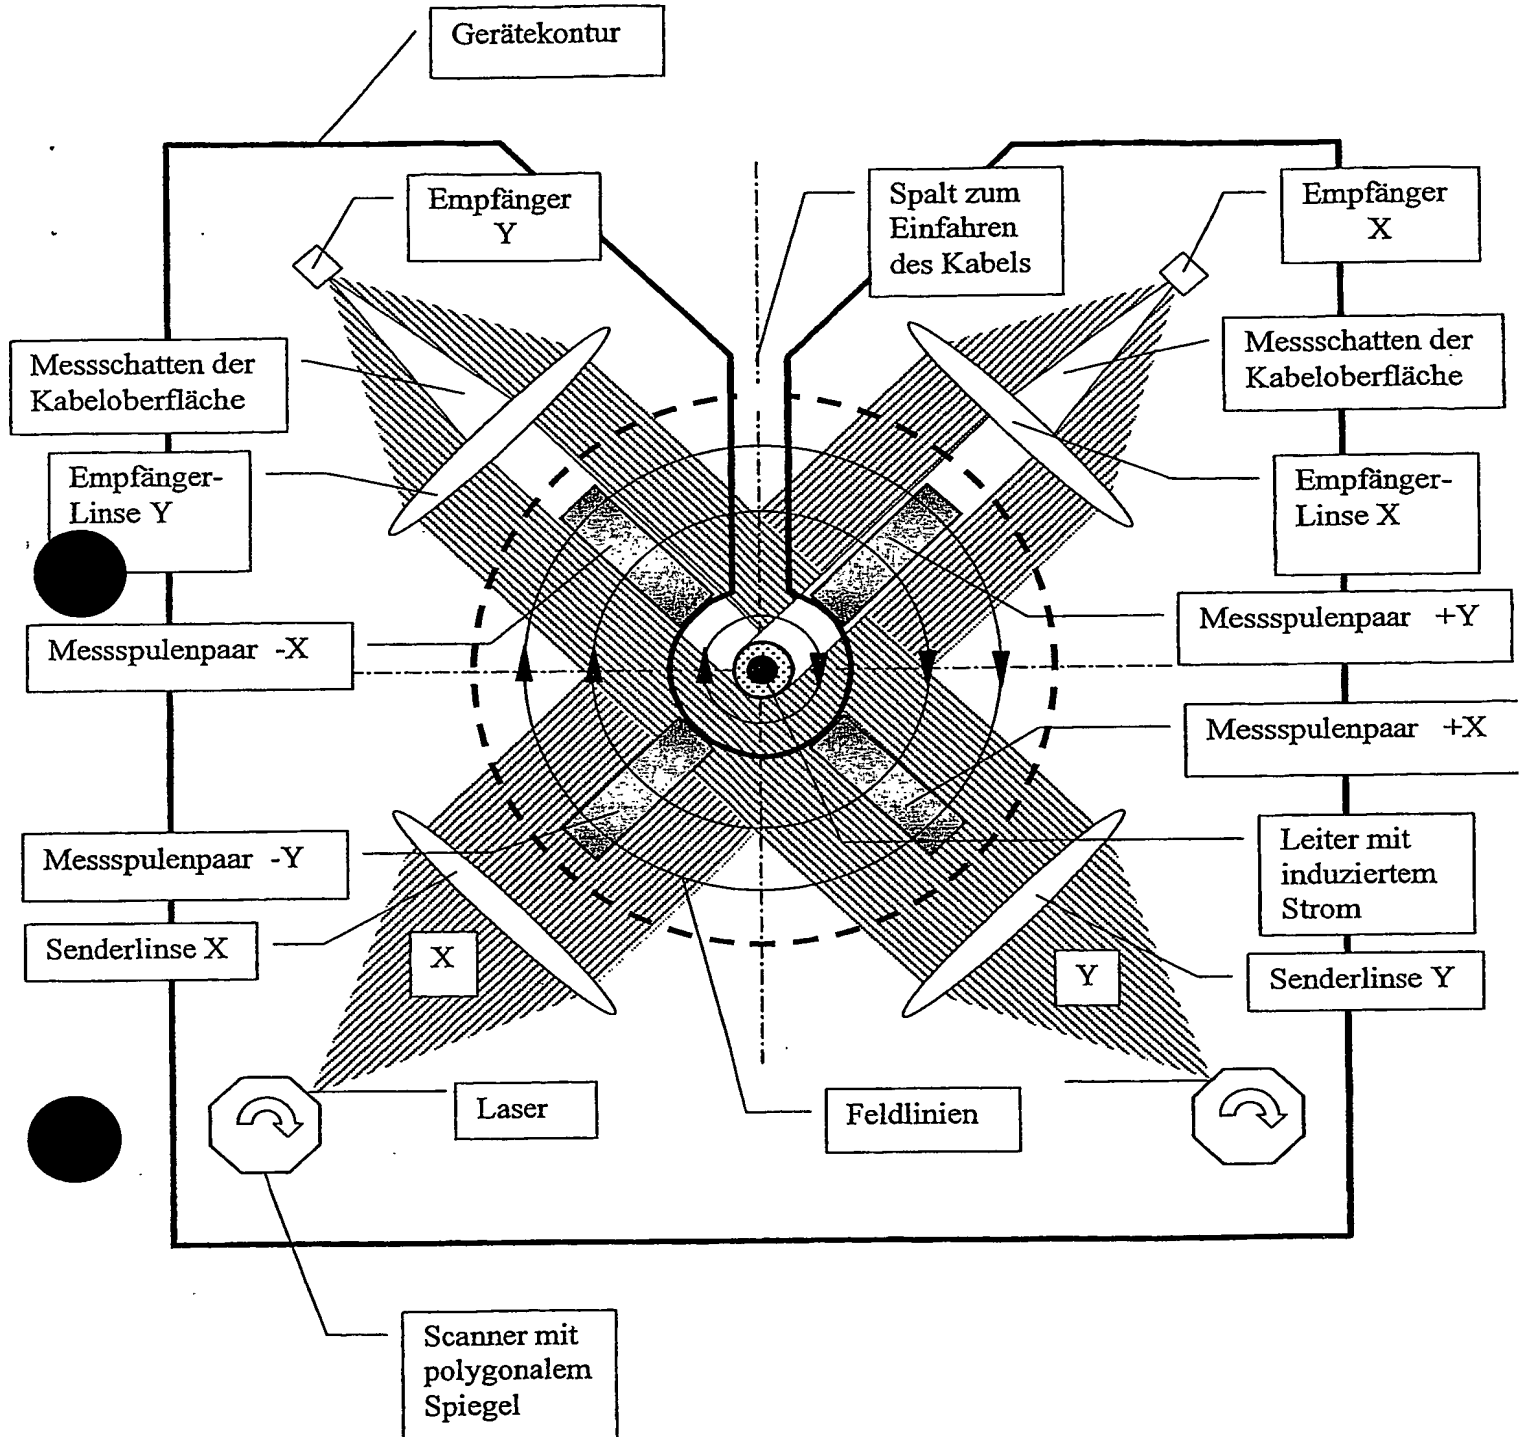 Gerätekontur
Empfänger
Y
Spalt zum
Einfahren
des Kabels
Empfänger
X
Messschatten der
Kabeloberfläche
Messschatten der
Kabeloberfläche
Empfänger-
Linse Y
Empfänger-
Linse X
Messspulenpaar -X
Messspulenpaar +Y
Messspulenpaar +X
Messspulenpaar -Y
Leiter mit
induziertem
Strom
Senderlinse X
X
Y
Senderlinse Y
Laser
Feldlinien
Scanner mit
polygonalem
Spiegel